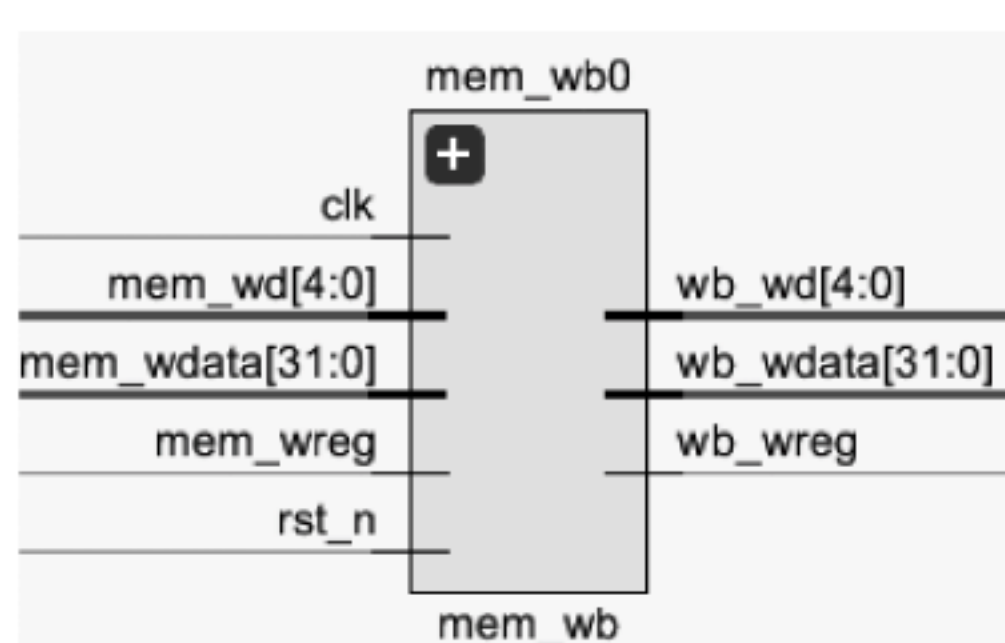 mem_wb0
+
clk
mem_wd[4:0]
wb_wd[4:0]
mem_wdata[31:0]
wb_wdata[31:0]
mem_wreg
wb_wreg
rst_n
mem_wb